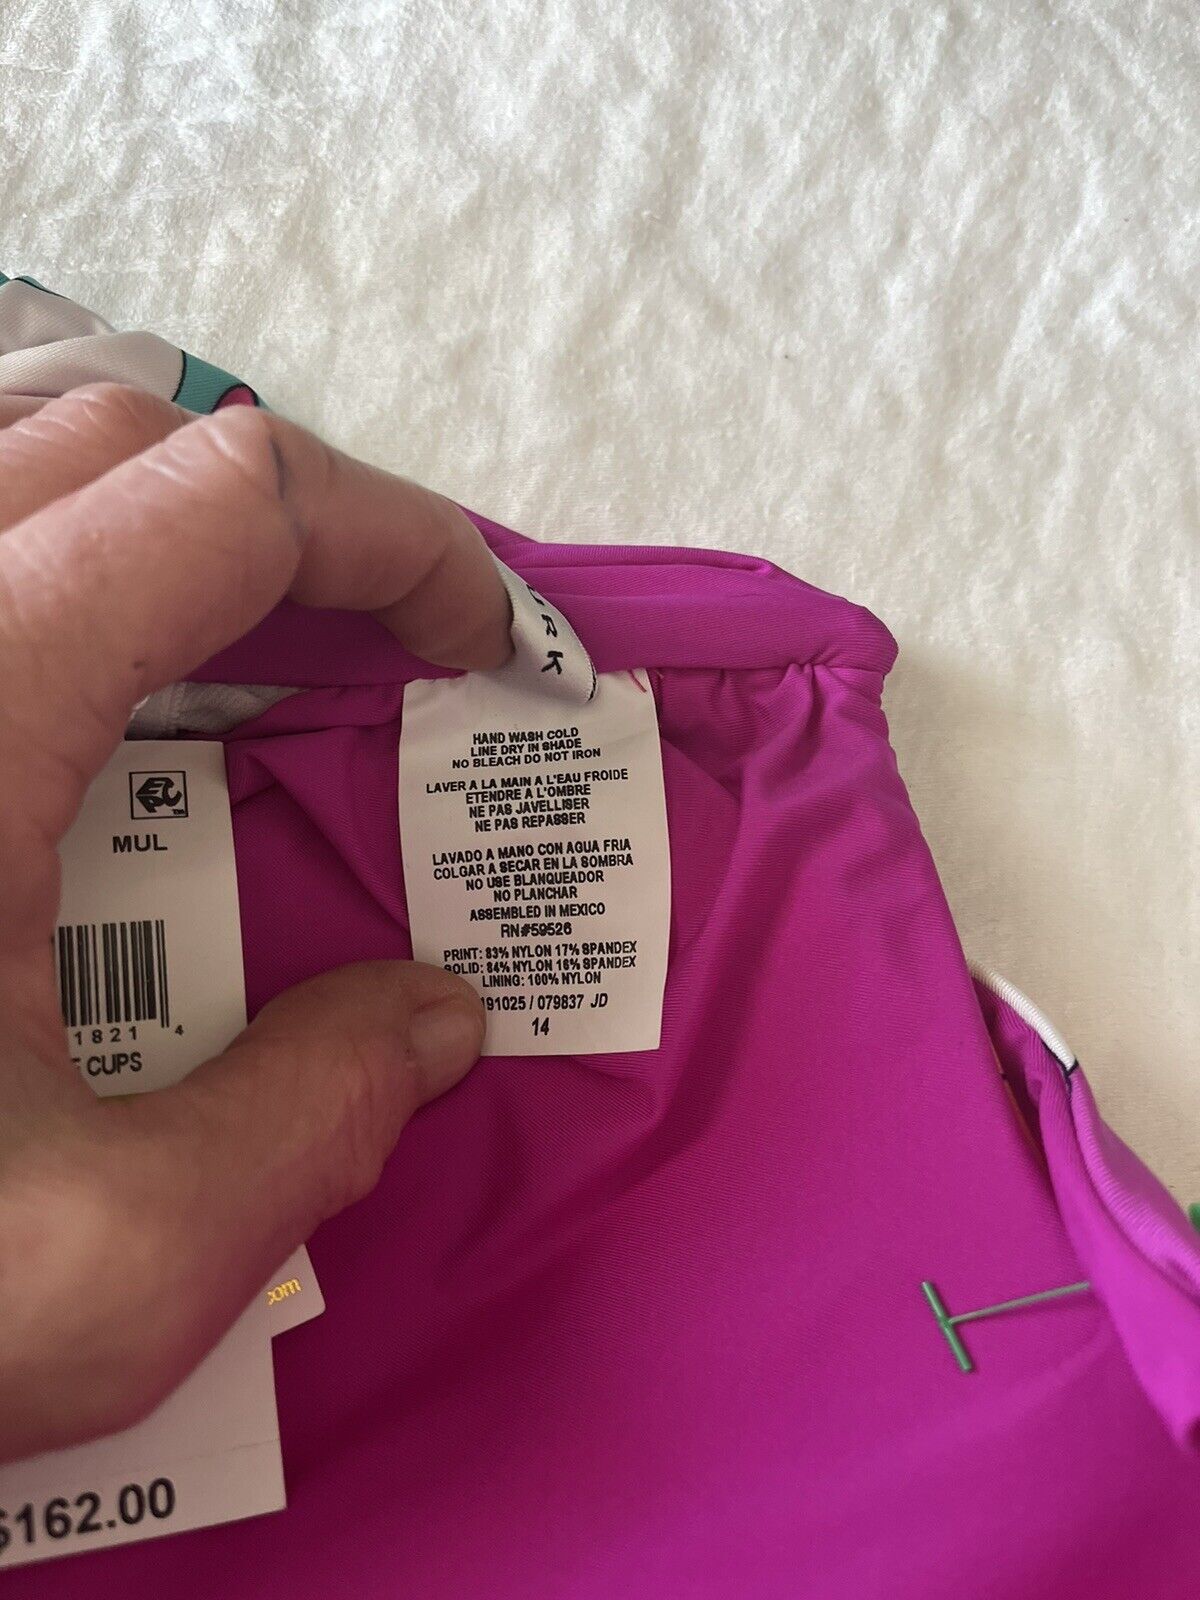 RK
HAND WASH COLD
LINE DRY IN SHADE
NO BLEACH DO NOT IRON
LAVER A LA MAIN A L'EAU FROIDE
ETENDRE A L'OMBRE
NE PAS JAVELLISER
NE PAS REPASSER
LAVADO A MANO CON AGUA FRIA
COLGAR A SECAR EN LA SOMBRA
NO USE BLANQUEADOR
NO PLANCHAR
ASSEMBLED IN MEXICO
RN#59526
PRINT: 83% NYLON 17% SPANDEX
SOLID: 84% NYLON 16% SPANDEX
LINING: 100% NYLON
191025 / 079837 JD
14
MUL
1821 4
CUPS
.com
$162.00